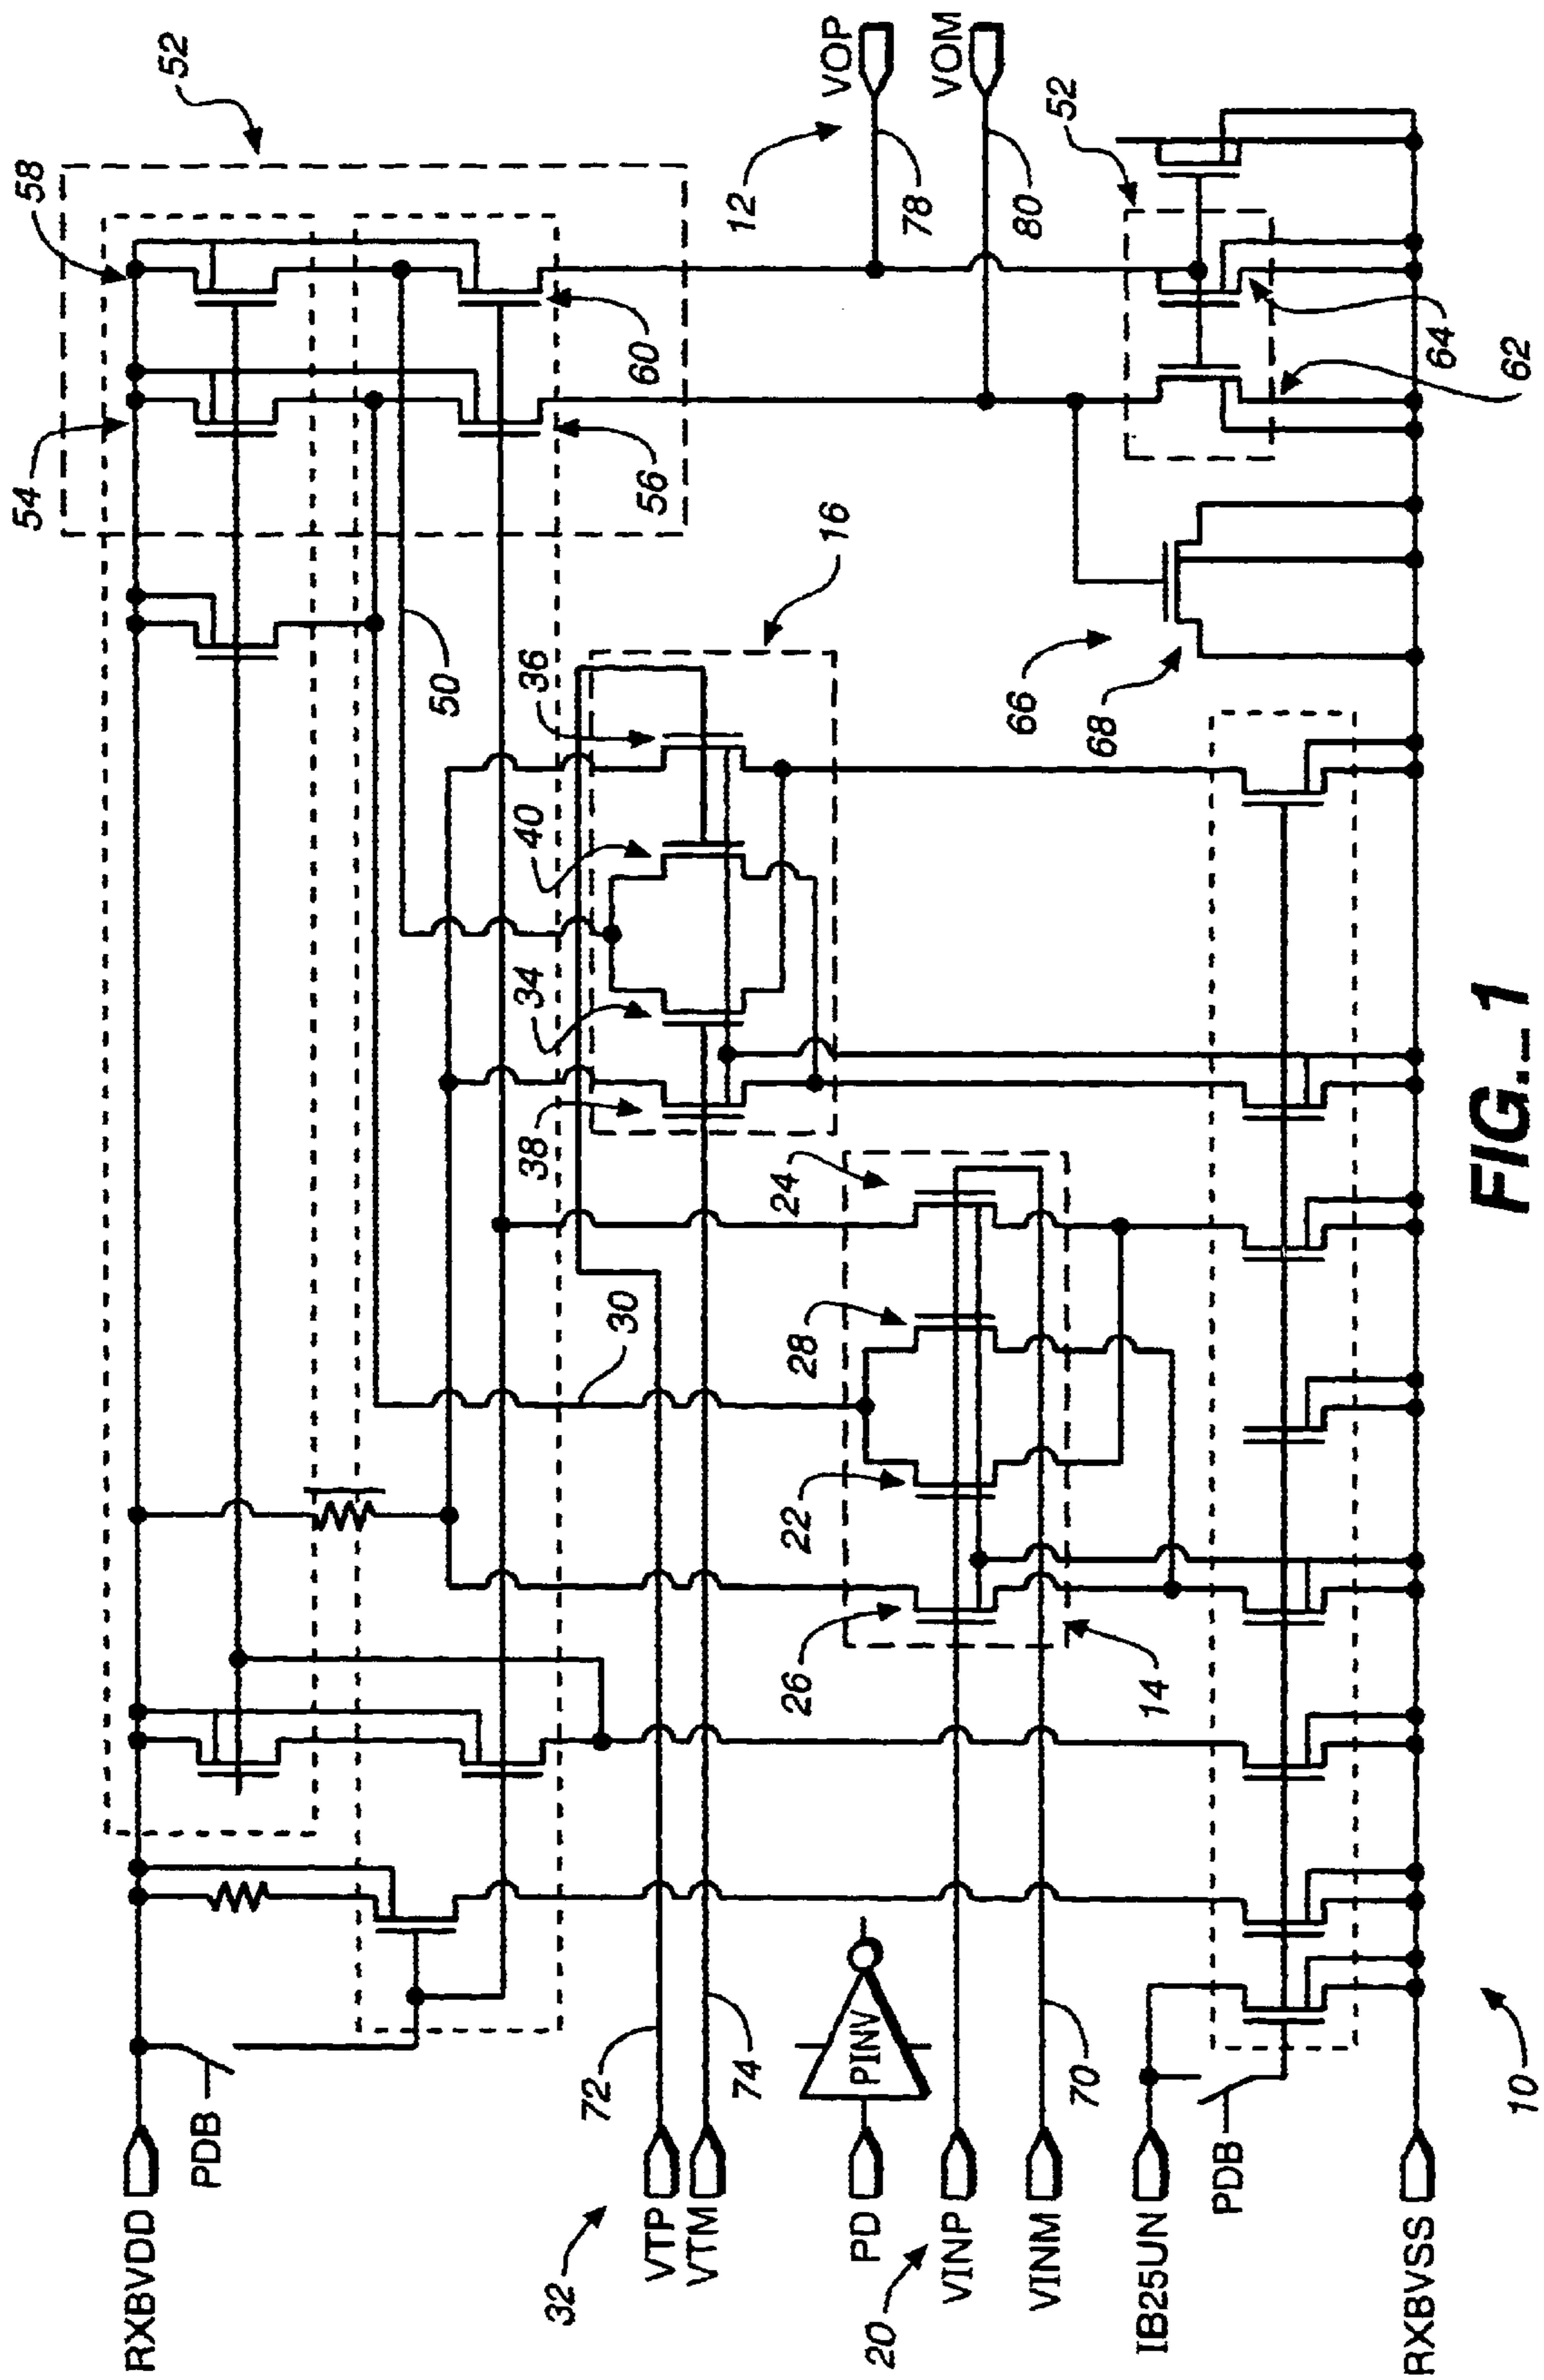 52
58
54
60
56
50
16
36
40
34
38
12
VOP
78
VOM
80
52
64
62
66
68
24
28
30
22
26
14
RXBVDD
PDB
72
VTP
74
VTM
32
PD
PINV
20
VINP
70
VINM
IB25UN
PDB
RXBVSS
10
FIG._1